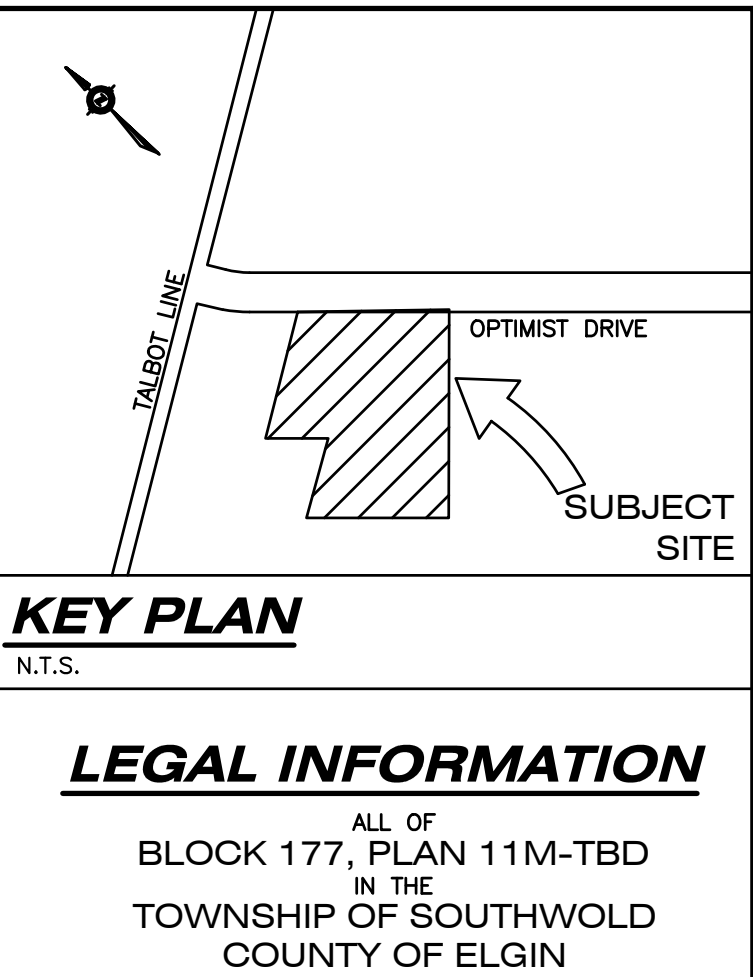 N
TALBOT LINE
OPTIMIST DRIVE
SUBJECT
SITE
KEY PLAN
N.T.S.
LEGAL INFORMATION
ALL OF
BLOCK 177, PLAN 11M-TBD
IN THE
TOWNSHIP OF SOUTHWOLD
COUNTY OF ELGIN